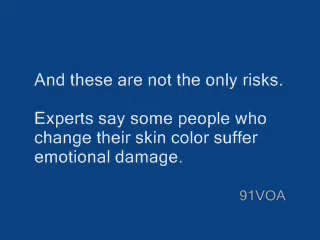 And these are not the only risks.
Experts say some people who
change their skin color suffer
emotional damage.
91VOA